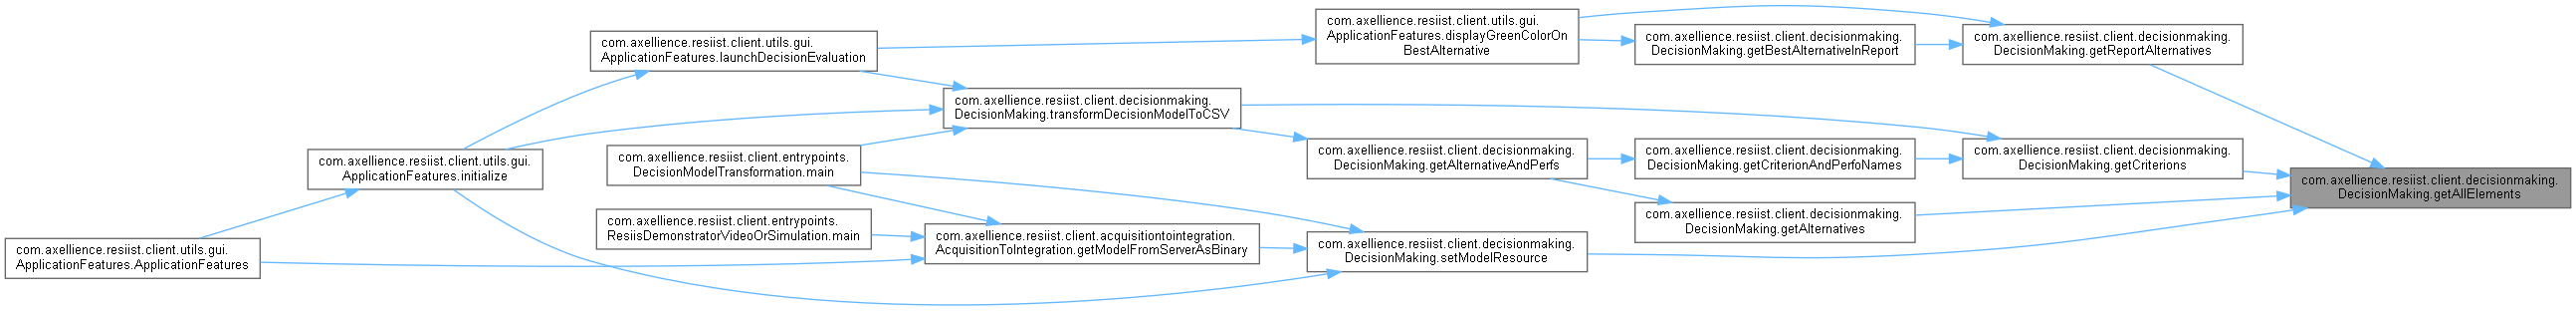 com.axellience.resiist.client.utils.gui.
ApplicationFeatures.ApplicationFeatures
com.axellience.resiist.client.utils.gui.
ApplicationFeatures.initialize
com.axellience.resiist.client.utils.gui.
ApplicationFeatures.launchDecisionEvaluation
com.axellience.resiist.client.entrypoints.
DecisionModelTransformation.main
com.axellience.resiist.client.entrypoints.
ResiisDemonstratorVideoOrSimulation.main
com.axellience.resiist.client.decisionmaking.
DecisionMaking.transformDecisionModelToCSV
com.axellience.resiist.client.acquisitiontointegration.
AcquisitionToIntegration.getModelFromServerAsBinary
com.axellience.resiist.client.utils.gui.
ApplicationFeatures.displayGreenColorOn
BestAlternative
com.axellience.resiist.client.decisionmaking.
DecisionMaking.getAlternativeAndPerfs
com.axellience.resiist.client.decisionmaking.
DecisionMaking.setModelResource
com.axellience.resiist.client.decisionmaking.
DecisionMaking.getBestAlternativeInReport
com.axellience.resiist.client.decisionmaking.
DecisionMaking.getCriterionAndPerfoNames
com.axellience.resiist.client.decisionmaking.
DecisionMaking.getAlternatives
com.axellience.resiist.client.decisionmaking.
DecisionMaking.getReportAlternatives
com.axellience.resiist.client.decisionmaking.
DecisionMaking.getCriterions
com.axellience.resiist.client.decisionmaking.
DecisionMaking.getAllElements